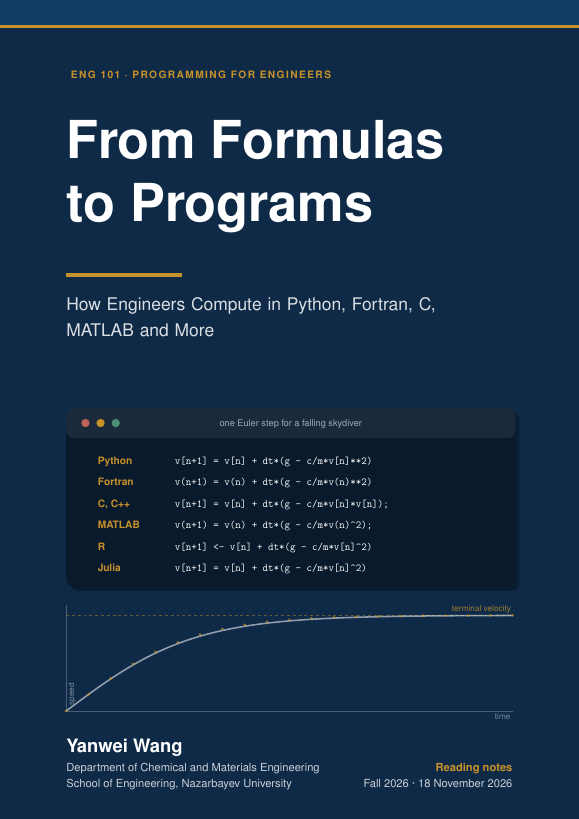 ENG 101 · PROGRAMMING FOR ENGINEERS
From Formulas
to Programs
How Engineers Compute in Python, Fortran, C,
MATLAB and More
one Euler step for a falling skydiver
Python v[n+1] = v[n] + dt*(g - c/m*v[n]**2)
Fortran v(n+1) = v(n) + dt*(g - c/m*v(n)**2)
C, C++ v[n+1] = v[n] + dt*(g - c/m*v[n]*v[n]);
MATLAB v(n+1) = v(n) + dt*(g - c/m*v(n)^2);
R v[n+1] <- v[n] + dt*(g - c/m*v[n]^2)
Julia v[n+1] = v[n] + dt*(g - c/m*v[n]^2)
terminal velocity
speed
time
Yanwei Wang
Department of Chemical and Materials Engineering
School of Engineering, Nazarbayev University
Reading notes
Fall 2026 · 18 November 2026